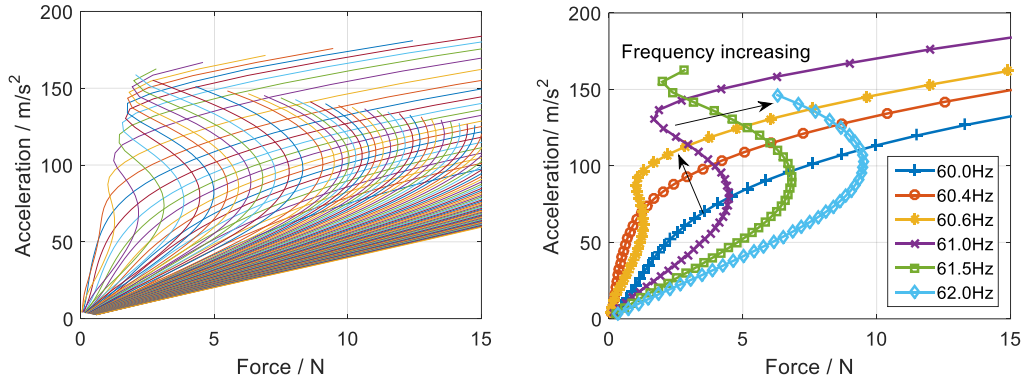 200
150
100
50
0
0
5
10
15
Acceleration/ m/s2
Force / N
200
150
100
50
0
0
5
10
15
Acceleration/ m/s2
Force / N
Frequency increasing
60.0Hz
60.4Hz
60.6Hz
61.0Hz
61.5Hz
62.0Hz